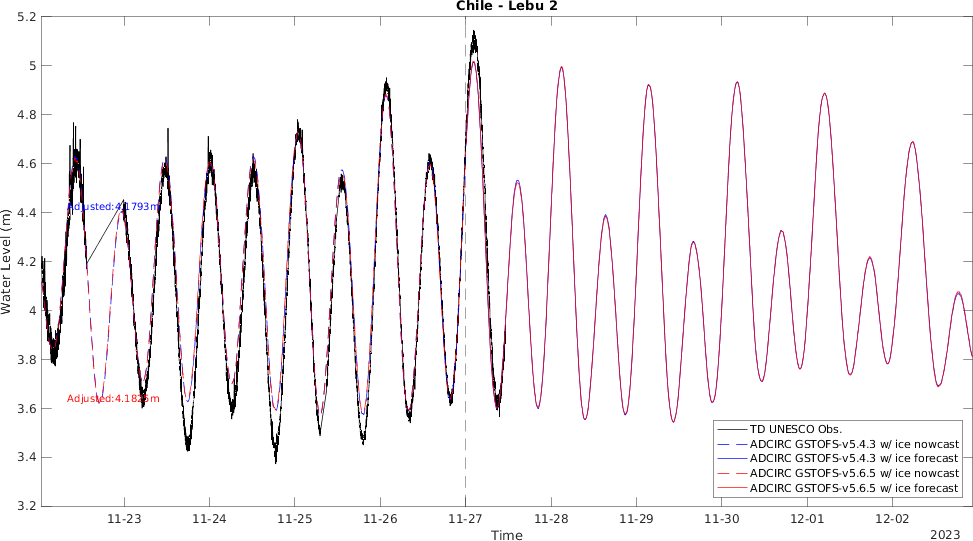 Chile - Lebu 2
5.2
5
4.8
4.6
4.4
4.2
4
3.8
3.6
3.4
3.2
Water Level (m)
Adjusted:4.1793m
Adjusted:4.1825m
TD UNESCO Obs.
ADCIRC GSTOFS-v5.4.3 w/ ice nowcast
ADCIRC GSTOFS-v5.4.3 w/ ice forecast
ADCIRC GSTOFS-v5.6.5 w/ ice nowcast
ADCIRC GSTOFS-v5.6.5 w/ ice forecast
11-23 11-24 11-25 11-26 11-27 11-28 11-29 11-30 12-01 12-02
Time
2023